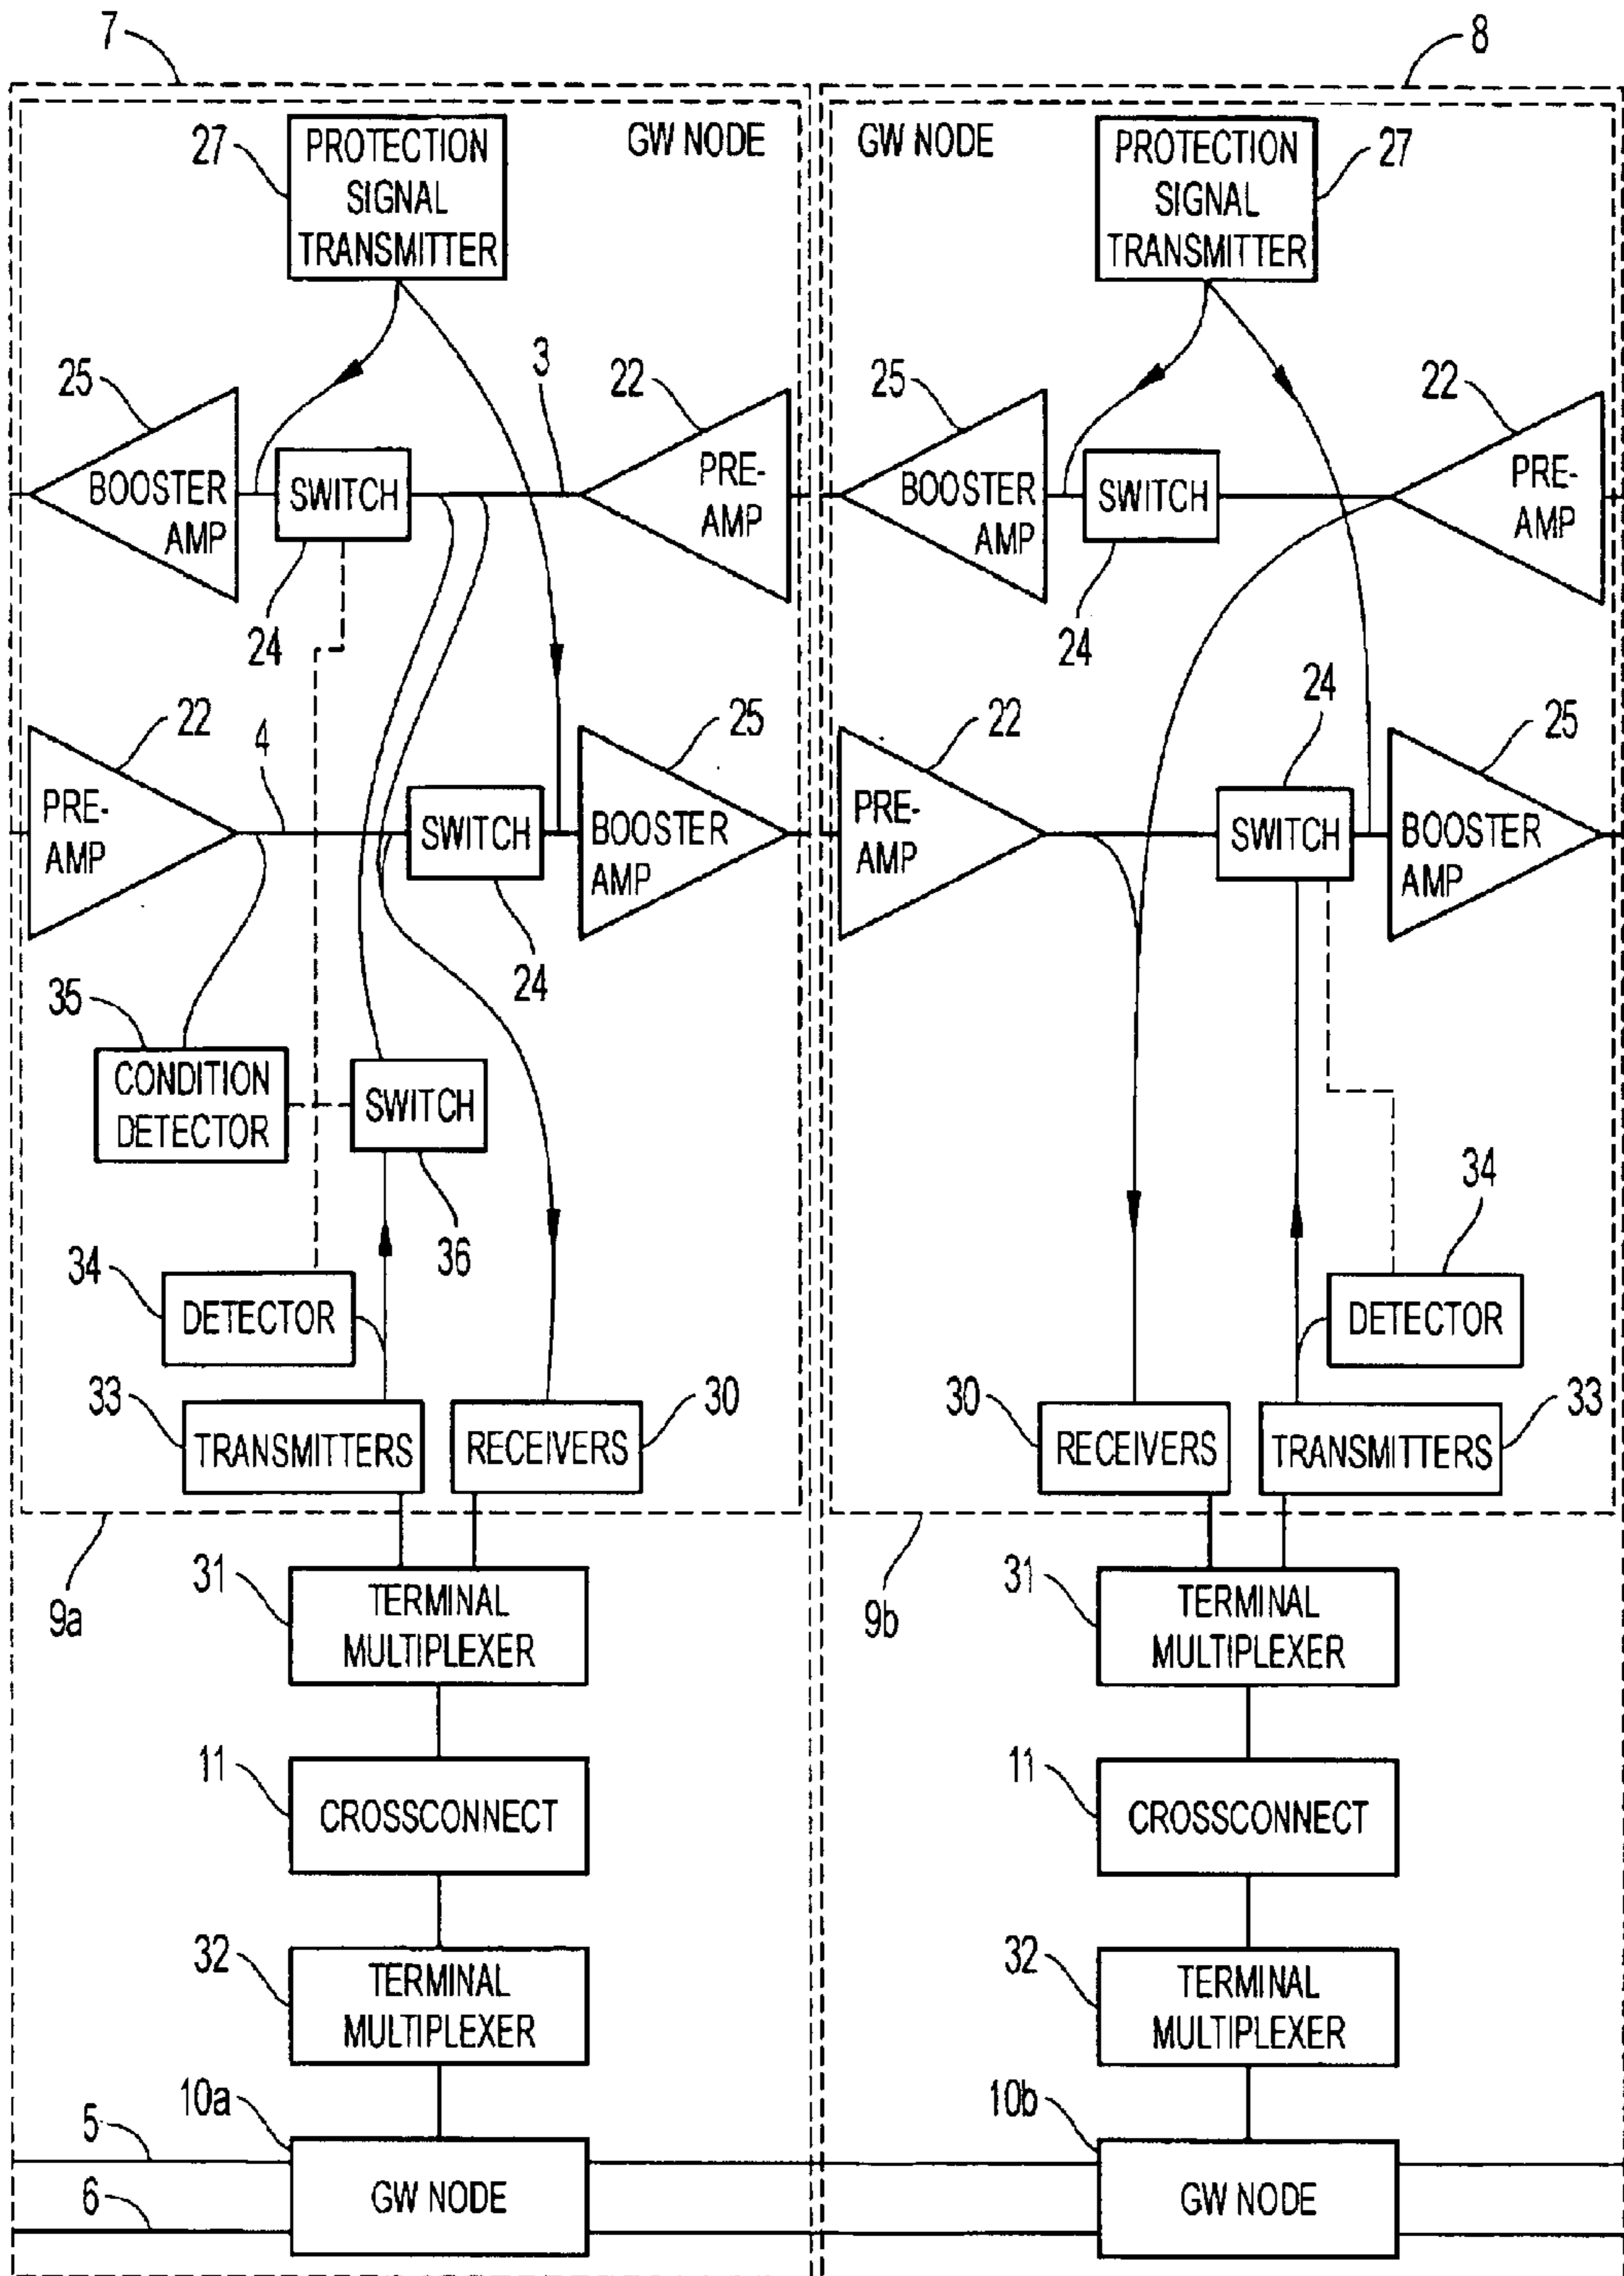 7
8
PROTECTION
SIGNAL
TRANSMITTER
27
GW NODE
GW NODE
PROTECTION
SIGNAL
TRANSMITTER
27
25
3
22
25
22
BOOSTER
AMP
SWITCH
PRE-
AMP
BOOSTER
AMP
SWITCH
PRE-
AMP
24
24
22
4
25
22
24
25
PRE-
AMP
SWITCH
BOOSTER
AMP
PRE-
AMP
SWITCH
BOOSTER
AMP
24
35
CONDITION
DETECTOR
SWITCH
36
34
DETECTOR
34
DETECTOR
33
TRANSMITTERS
30
RECEIVERS
30
RECEIVERS
33
TRANSMITTERS
9a
9b
31
TERMINAL
MULTIPLEXER
31
TERMINAL
MULTIPLEXER
11
CROSSCONNECT
11
CROSSCONNECT
32
TERMINAL
MULTIPLEXER
32
TERMINAL
MULTIPLEXER
10a
10b
5
6
GW NODE
GW NODE